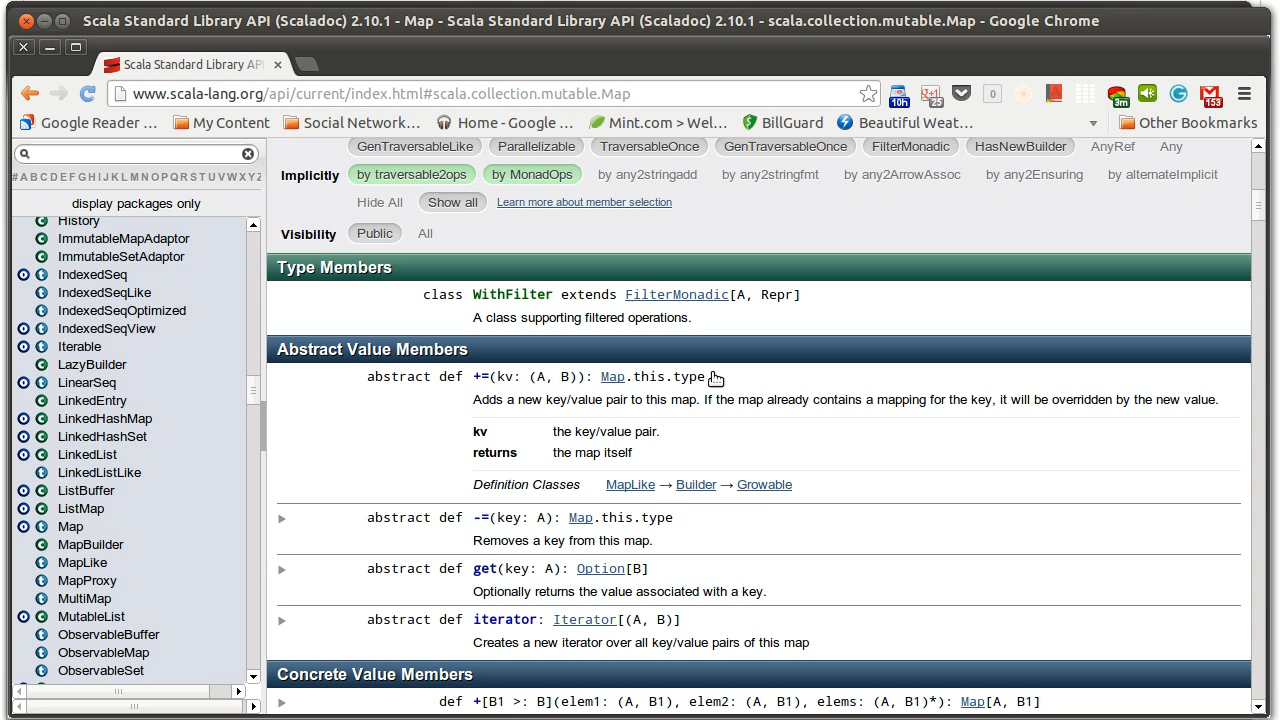 Scala Standard Library API (Scaladoc) 2.10.1 - Map - Scala Standard Library API (Scaladoc) 2.10.1 - scala.collection.mutable.Map - Google Chrome
Scala Standard Library API
www.scala-lang.org/api/current/index.html#scala.collection.mutable.Map
10h 25 0 3m 153
Google Reader ... My Content Social Network... Home - Google ... Mint.com > Wel... BillGuard Beautiful Weat... Other Bookmarks
#ABCDEFGHIJKLMNOPQRSTUVWXYZ
display packages only
History
ImmutableMapAdaptor
ImmutableSetAdaptor
IndexedSeq
IndexedSeqLike
IndexedSeqOptimized
IndexedSeqView
Iterable
LazyBuilder
LinearSeq
LinkedEntry
LinkedHashMap
LinkedHashSet
LinkedList
LinkedListLike
ListBuffer
ListMap
Map
MapBuilder
MapLike
MapProxy
MultiMap
MutableList
ObservableBuffer
ObservableMap
ObservableSet
GenTraversableLike Parallelizable TraversableOnce GenTraversableOnce FilterMonadic HasNewBuilder AnyRef Any
Implicitly by traversable2ops by MonadOps by any2stringadd by any2stringfmt by any2ArrowAssoc by any2Ensuring by alternateImplicit
Hide All Show all Learn more about member selection
Visibility Public All
Type Members
class WithFilter extends FilterMonadic[A, Repr]
A class supporting filtered operations.
Abstract Value Members
abstract def +=(kv: (A, B)): Map.this.type
Adds a new key/value pair to this map. If the map already contains a mapping for the key, it will be overridden by the new value.
kv the key/value pair.
returns the map itself
Definition Classes MapLike → Builder → Growable
abstract def -=(key: A): Map.this.type
Removes a key from this map.
abstract def get(key: A): Option[B]
Optionally returns the value associated with a key.
abstract def iterator: Iterator[(A, B)]
Creates a new iterator over all key/value pairs of this map
Concrete Value Members
def +[B1 >: B](elem1: (A, B1), elem2: (A, B1), elems: (A, B1)*): Map[A, B1]